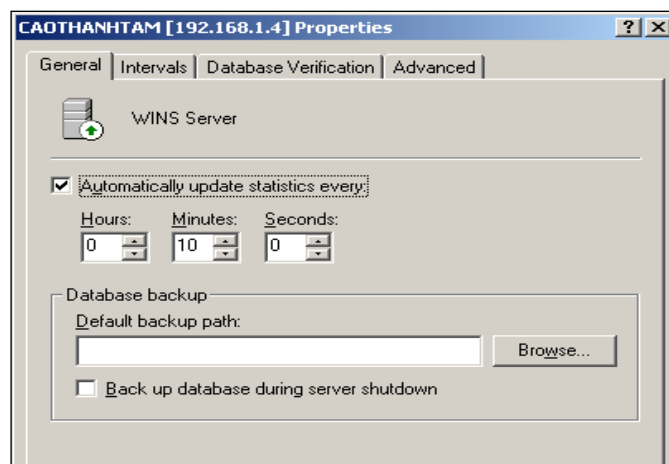 CAOTHANHTAM [192.168.1.4] Properties
General Intervals Database Verification Advanced
WINS Server
Automatically update statistics every:
Hours: Minutes: Seconds:
0 10 0
Database backup
Default backup path:
Browse...
Back up database during server shutdown